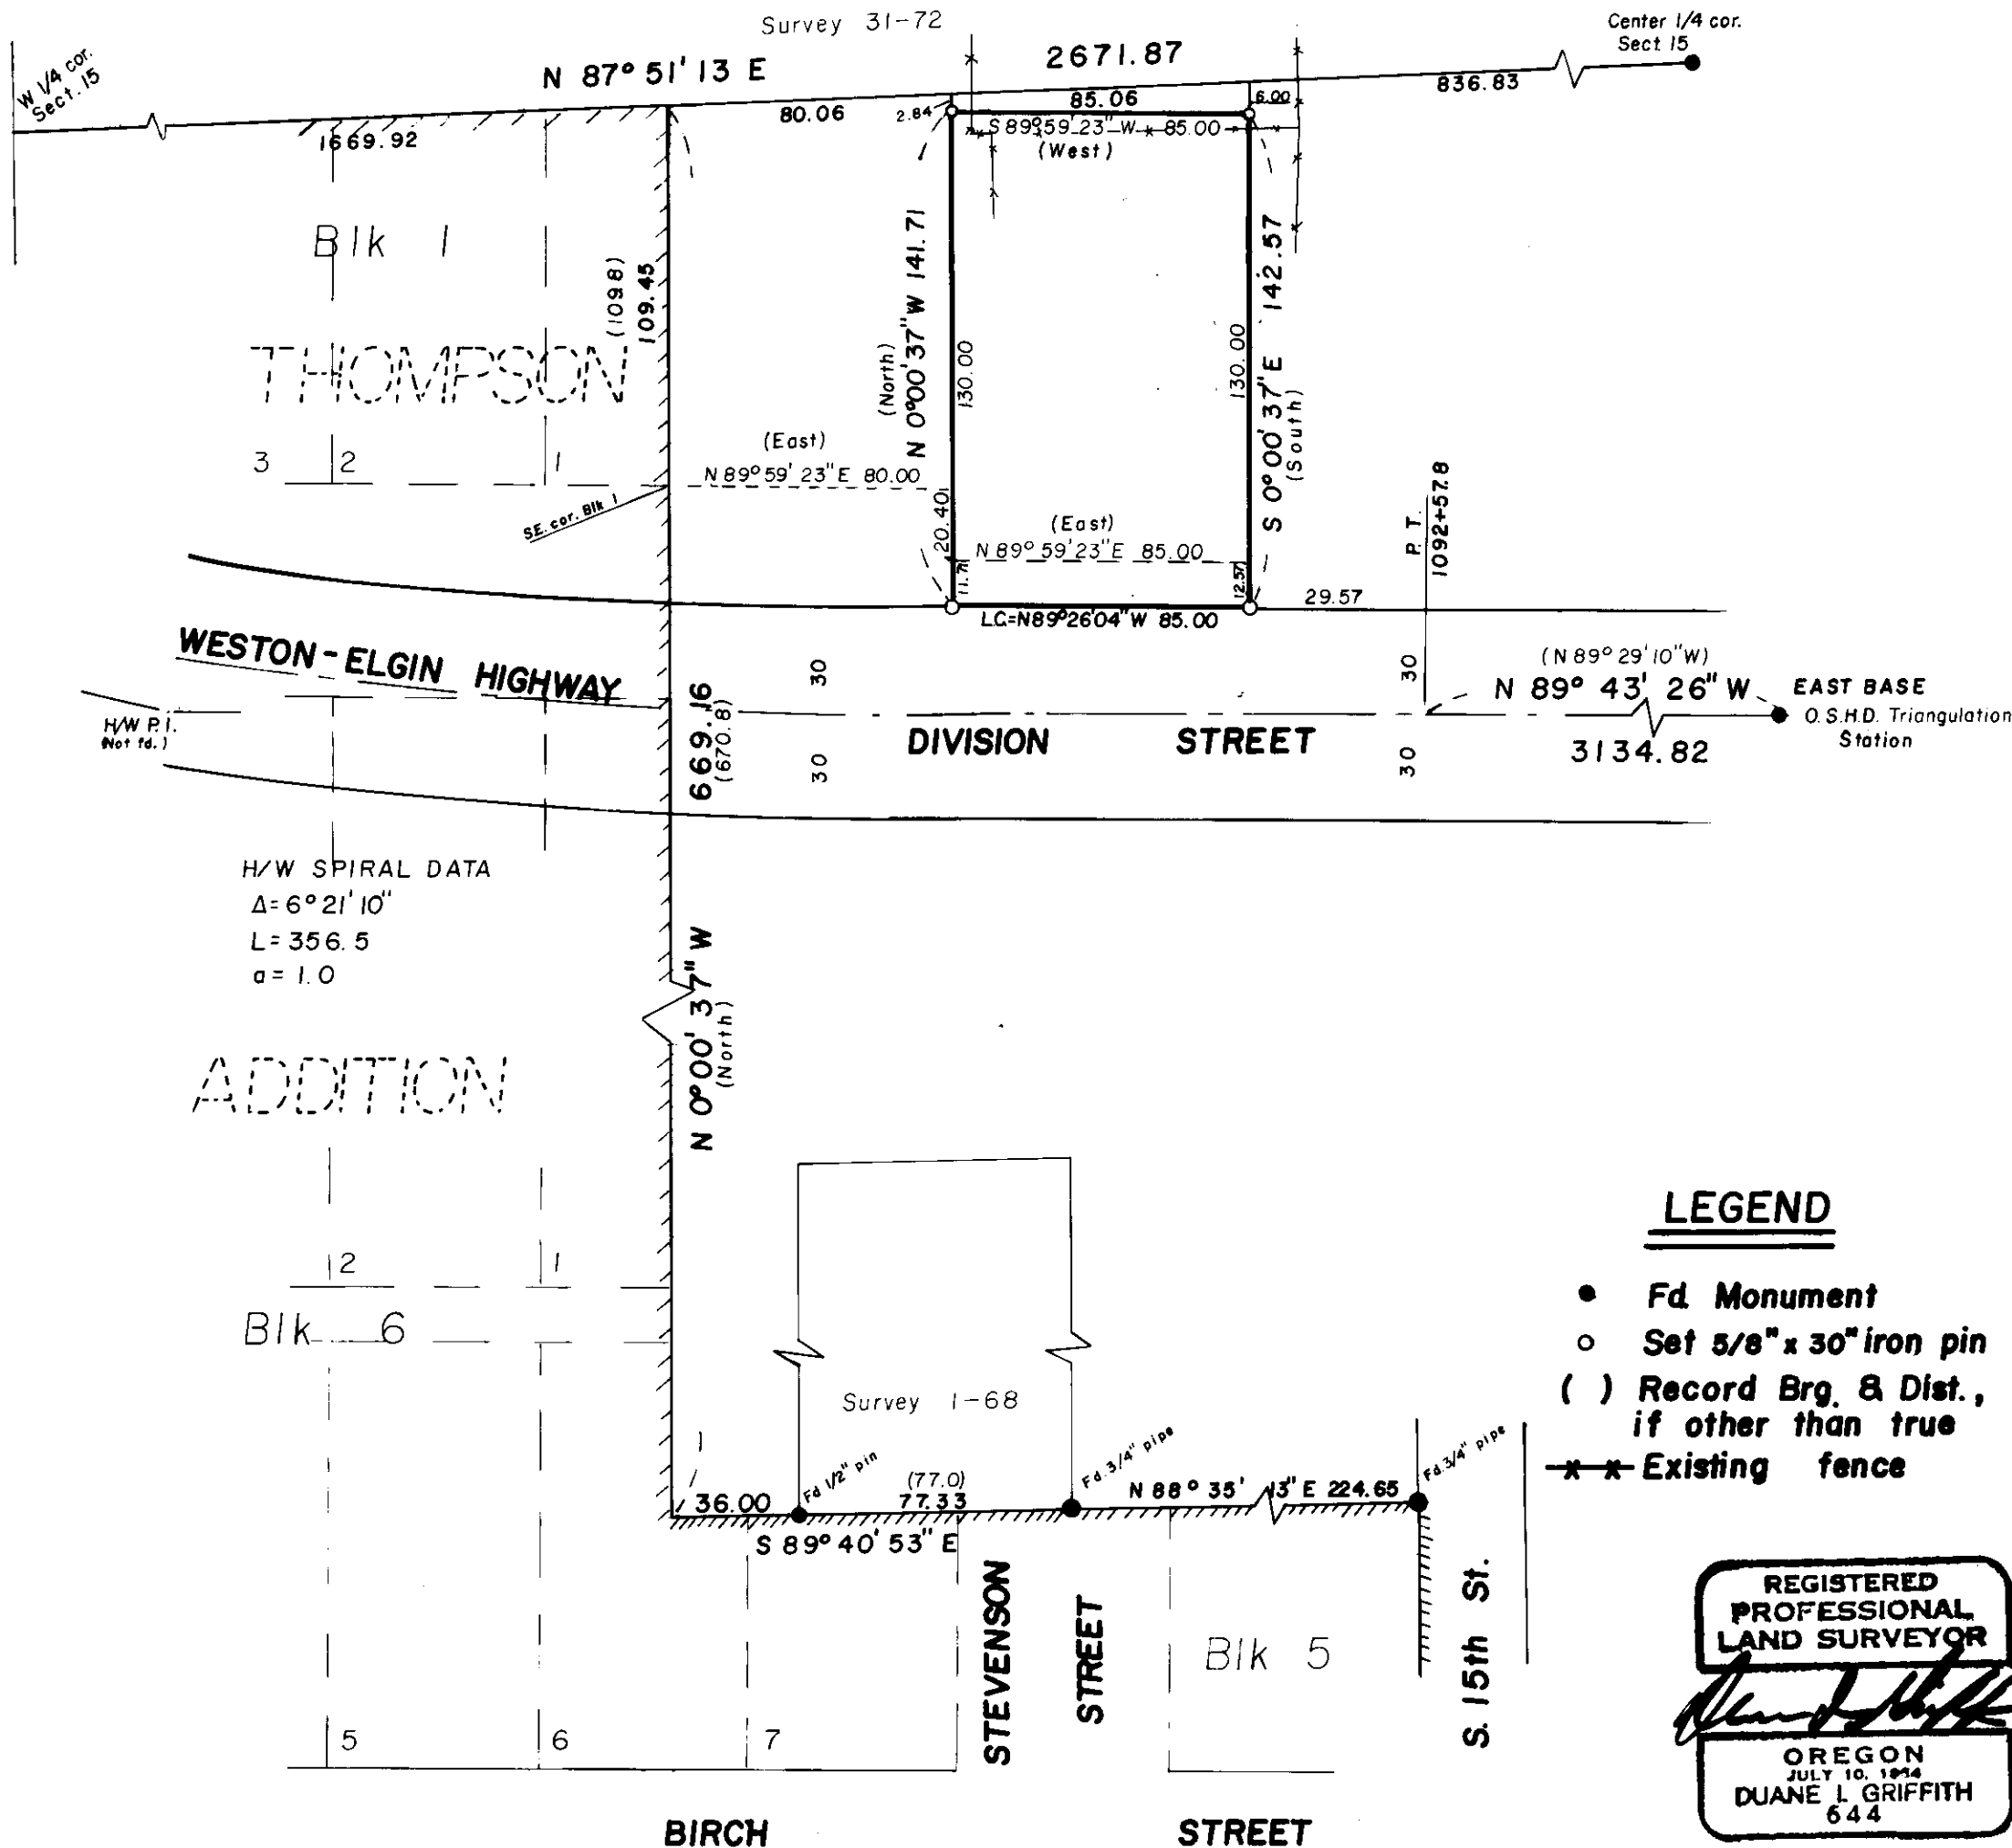 Survey 31-72
Center 1/4 cor.
Sect 15
W 1/4 cor.
Sect. 15
N 87° 51' 13 E
2671.87
1669.92
80.06
2.84
85.06
6.00
836.83
S 89°59'23" W 85.00
(West)
Blk 1
(109.8)
109.45
THOMPSON
3
2
1
(North)
N 0°00'37" W 141.71
130.00
130.00
S 0°00'37" E 142.57
(South)
(East)
N 89° 59' 23" E 80.00
SE. cor. Blk 1
20.40
(East)
N 89° 59' 23" E 85.00
11.71
12.57
P.T.
1092+57.8
29.57
LC=N89°26'04" W 85.00
WESTON-ELGIN HIGHWAY
H/W P.I.
(Not fd.)
669.16
(670.8)
30
30
30
30
DIVISION STREET
(N 89° 29' 10" W)
N 89° 43' 26" W
3134.82
EAST BASE
O.S.H.D. Triangulation
Station
H/W SPIRAL DATA
Δ= 6° 21' 10"
L= 356.5
a= 1.0
N 0°00' 37" W
(North)
ADDITION
2
1
Blk 6
Survey 1-68
LEGEND
Fd. Monument
Set 5/8" x 30" iron pin
( ) Record Brg. & Dist.,
if other than true
x x Existing fence
36.00
Fd 1/2" pin
(77.0)
77.33
Fd. 3/4" pipe
N 88° 35' 13" E 224.65
Fd. 3/4" pipe
S 89° 40' 53" E
STEVENSON
STREET
Blk 5
S. 15th St.
5
6
7
BIRCH STREET
REGISTERED
PROFESSIONAL
LAND SURVEYOR
OREGON
JULY 10, 1964
DUANE L GRIFFITH
644